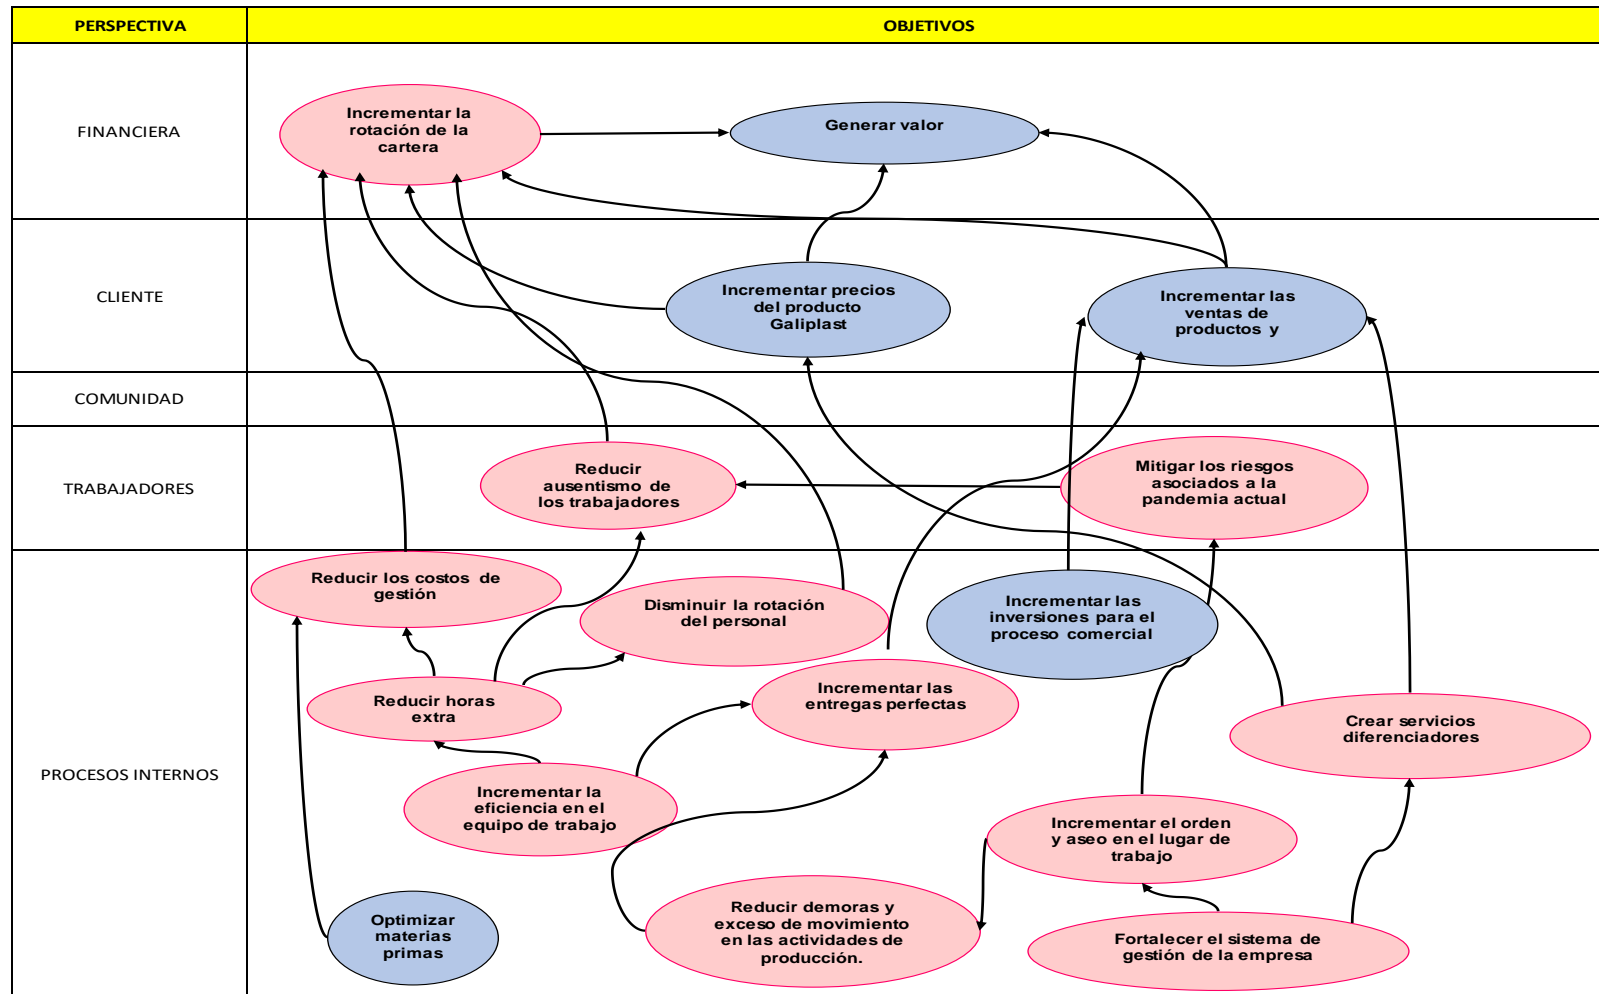 PERSPECTIVA
OBJETIVOS
FINANCIERA
Incrementar la
rotación de la
cartera
Generar valor
CLIENTE
Incrementar precios
del producto
Galiplast
Incrementar las
ventas de
productos y
COMUNIDAD
TRABAJADORES
Reducir
ausentismo de
los trabajadores
Mitigar los riesgos
asociados a la
pandemia actual
PROCESOS INTERNOS
Reducir los costos de
gestión
Disminuir la rotación
del personal
Incrementar las
inversiones para el
proceso comercial
Reducir horas
extra
Incrementar las
entregas perfectas
Crear servicios
diferenciadores
Incrementar la
eficiencia en el
equipo de trabajo
Incrementar el orden
y aseo en el lugar de
trabajo
Optimizar
materias
primas
Reducir demoras y
exceso de movimiento
en las actividades de
producción.
Fortalecer el sistema de
gestión de la empresa